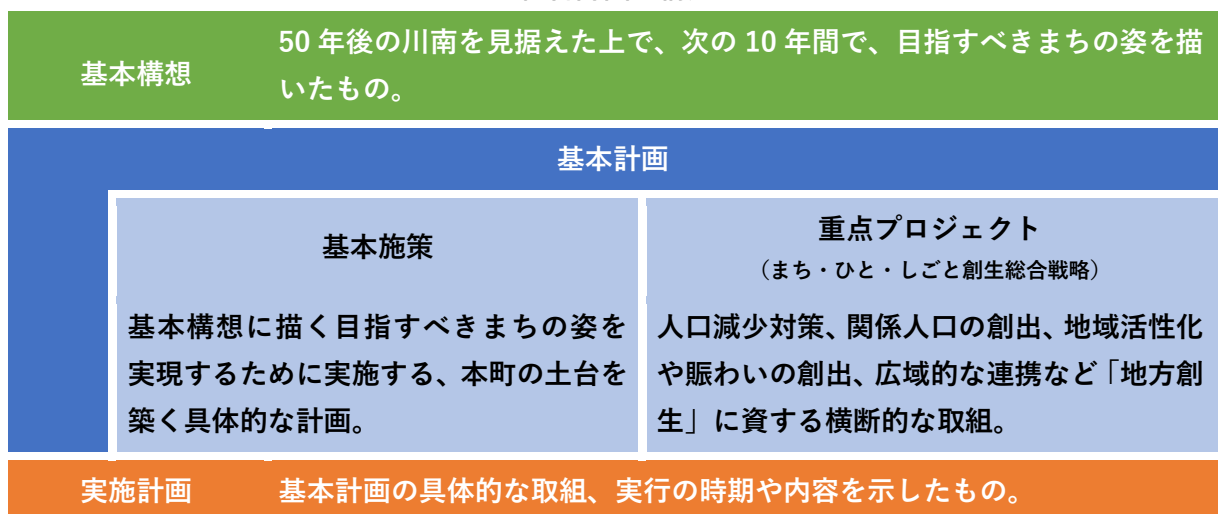 基本構想
50年後の川南を見据えた上で、次の10年間で、目指すべきまちの姿を描
いたもの。
基本計画
基本施策
基本構想に描く目指すべきまちの姿を
実現するために実施する、本町の土台を
築く具体的な計画。
重点プロジェクト
（まち・ひと・しごと創生総合戦略）
人口減少対策、関係人口の創出、地域活性化
や賑わいの創出、広域的な連携など「地方創
生」に資する横断的な取組。
実施計画
基本計画の具体的な取組、実行の時期や内容を示したもの。